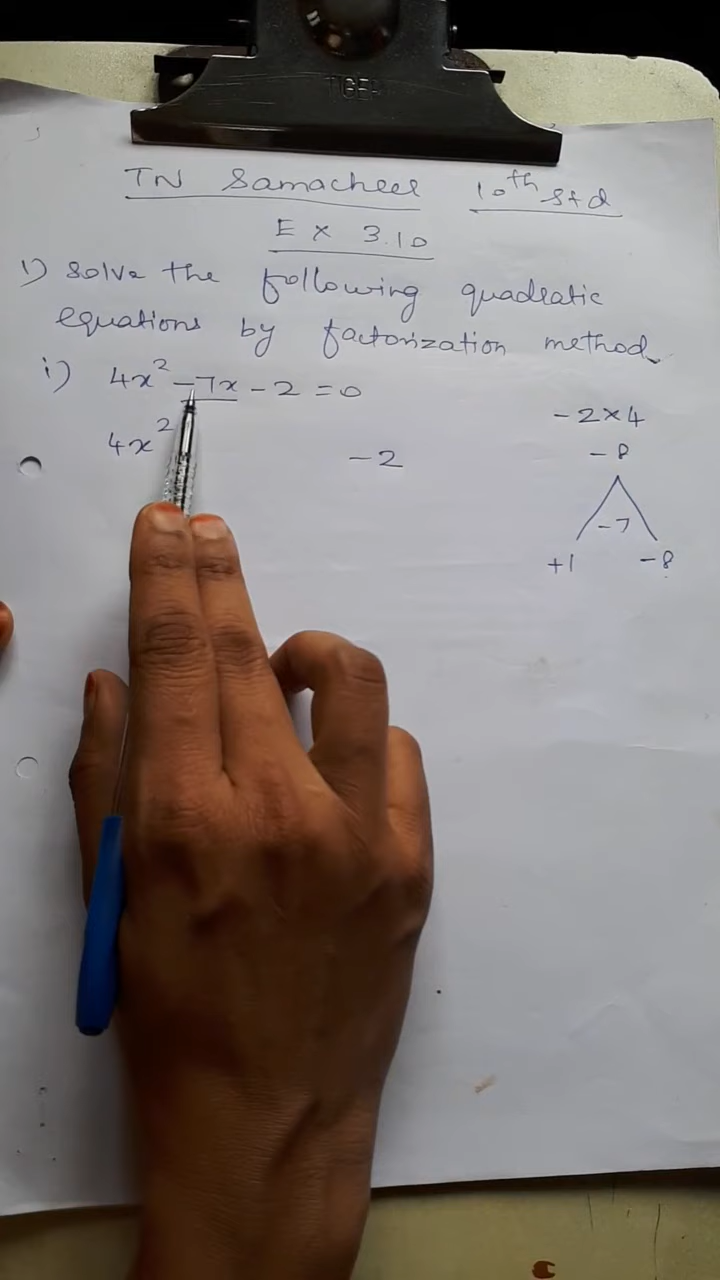 TIGER
TN Samacheer 10th Std
Ex 3.10
1) Solve the following quadratic
equations by factorization method.
i) 4x² - 7x - 2 = 0
4x² -2
-2×4
-8
-7
+1 -8